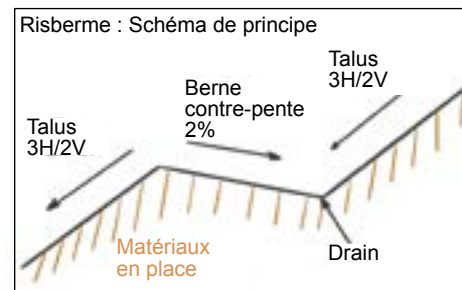 Risberme : Schéma de principe
Talus
3H/2V
Berne
contre-pente
2%
Talus
3H/2V
Matériaux
en place
Drain